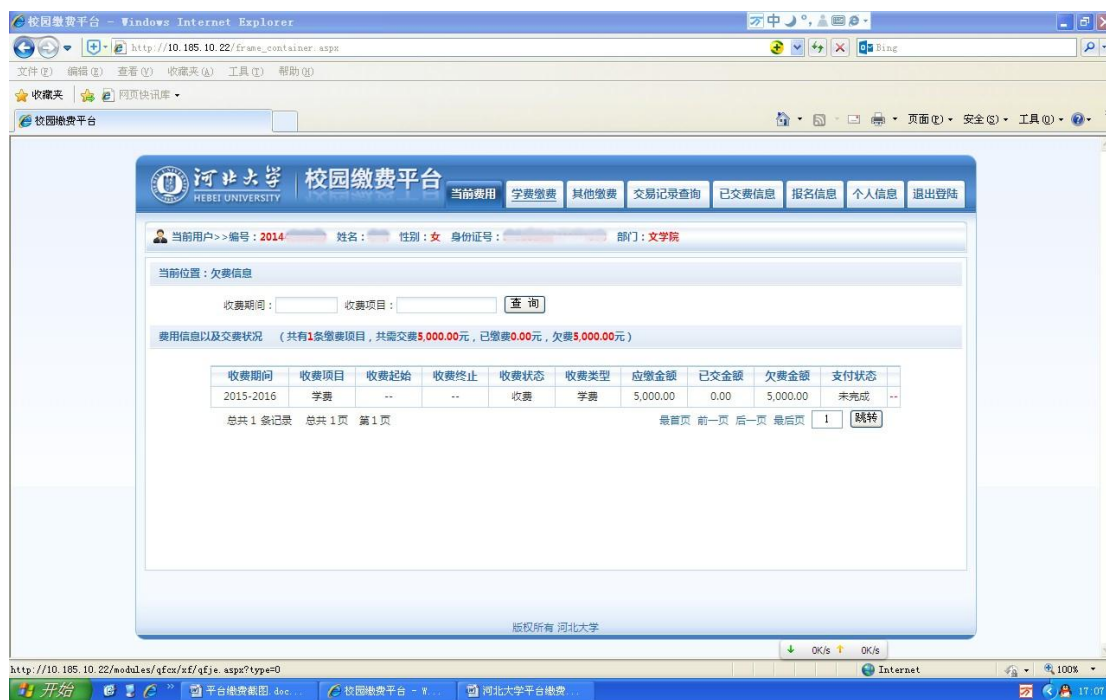 校园缴费平台 - Windows Internet Explorer
万中
http://10.185.10.22/frame_container.aspx
Bing
文件(F) 编辑(E) 查看(V) 收藏夹(A) 工具(T) 帮助(H)
收藏夹 网页快讯库
校园缴费平台
页面(P) 安全(S) 工具(O)
河北大学 HEBEI UNIVERSITY 校园缴费平台
当前费用 学费缴费 其他缴费 交易记录查询 已交费信息 报名信息 个人信息 退出登陆
当前用户>>编号：2014 姓名： 性别：女 身份证号： 部门：文学院
当前位置：欠费信息
收费期间： 收费项目： 查 询
费用信息以及交费状况 （共有1条缴费项目，共需交费5,000.00元，已缴费0.00元，欠费5,000.00元）
收费期间 收费项目 收费起始 收费终止 收费状态 收费类型 应缴金额 已交金额 欠费金额 支付状态
2015-2016 学费 -- -- 收费 学费 5,000.00 0.00 5,000.00 未完成 --
总共 1 条记录 总共 1页 第1页 最首页 前一页 后一页 最后页 1 跳转
版权所有 河北大学
0K/s 0K/s
http://10.185.10.22/modules/qfcx/xf/qfje.aspx?type=0 Internet 100%
开始 平台缴费截图.doc... 校园缴费平台 - W... 河北大学平台缴费... 17:07